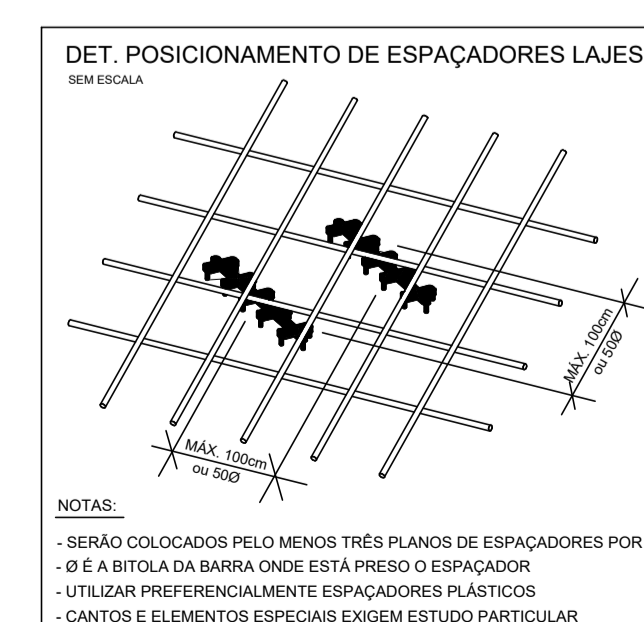 DET. POSICIONAMENTO DE ESPAÇADORES LAJES
SEM ESCALA
MÁX. 100cm
ou 50Ø
MÁX. 100cm
ou 50Ø
NOTAS:
- SERÃO COLOCADOS PELO MENOS TRÊS PLANOS DE ESPAÇADORES POR
- Ø É A BITOLA DA BARRA ONDE ESTÁ PRESO O ESPAÇADOR
- UTILIZAR PREFERENCIALMENTE ESPAÇADORES PLÁSTICOS
- CANTOS E ELEMENTOS ESPECIAIS EXIGEM ESTUDO PARTICULAR